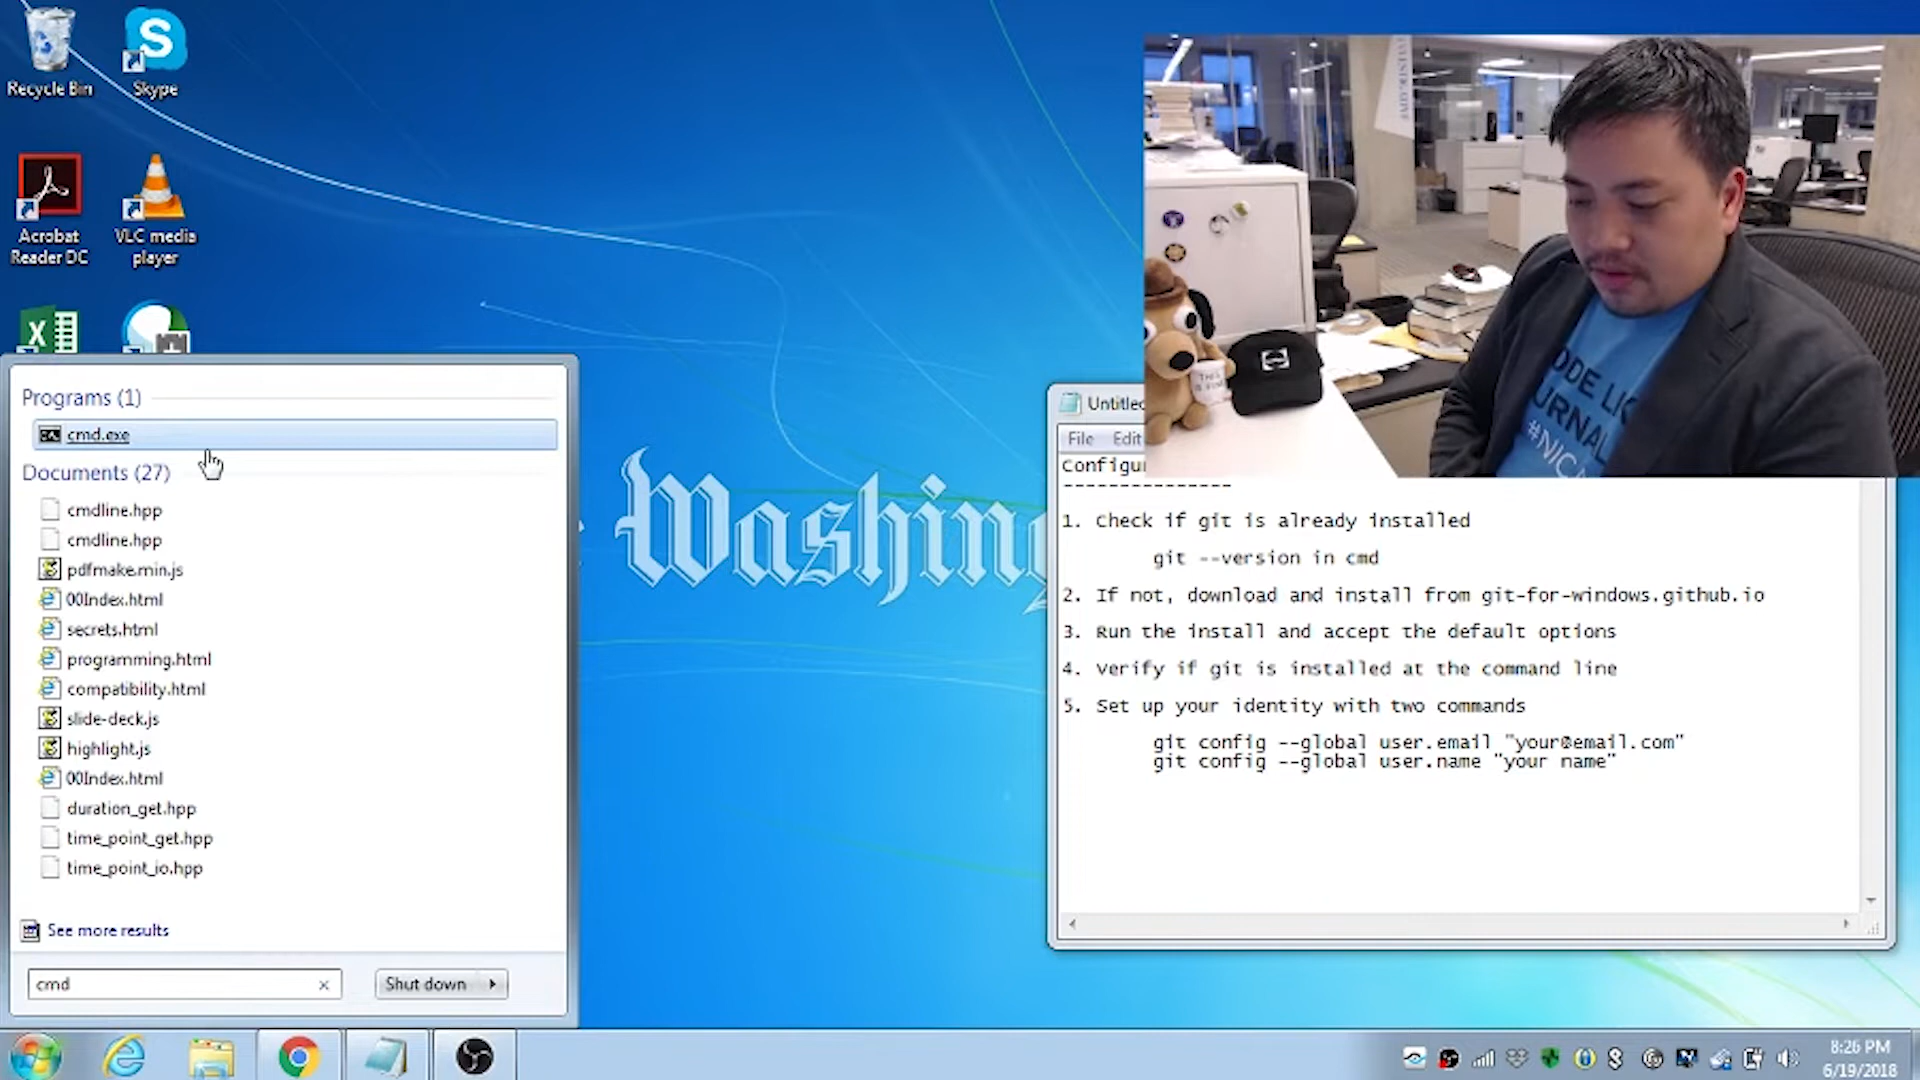 Recycle Bin
Skype
Acrobat
Reader DC
VLC media
player
Programs (1)
cmd.exe
Documents (27)
cmdline.hpp
cmdline.hpp
pdfmake.min.js
00Index.html
secrets.html
programming.html
compatibility.html
slide-deck.js
highlight.js
00Index.html
duration_get.hpp
time_point_get.hpp
time_point_io.hpp
See more results
cmd
Shut down
Washing
THIS
IS FINE
#NICA
Untitled
File Edit
Configu
---------------
1. Check if git is already installed
git --version in cmd
2. If not, download and install from git-for-windows.github.io
3. Run the install and accept the default options
4. Verify if git is installed at the command line
5. Set up your identity with two commands
git config --global user.email "your@email.com"
git config --global user.name "your name"
8:26 PM
6/19/2018